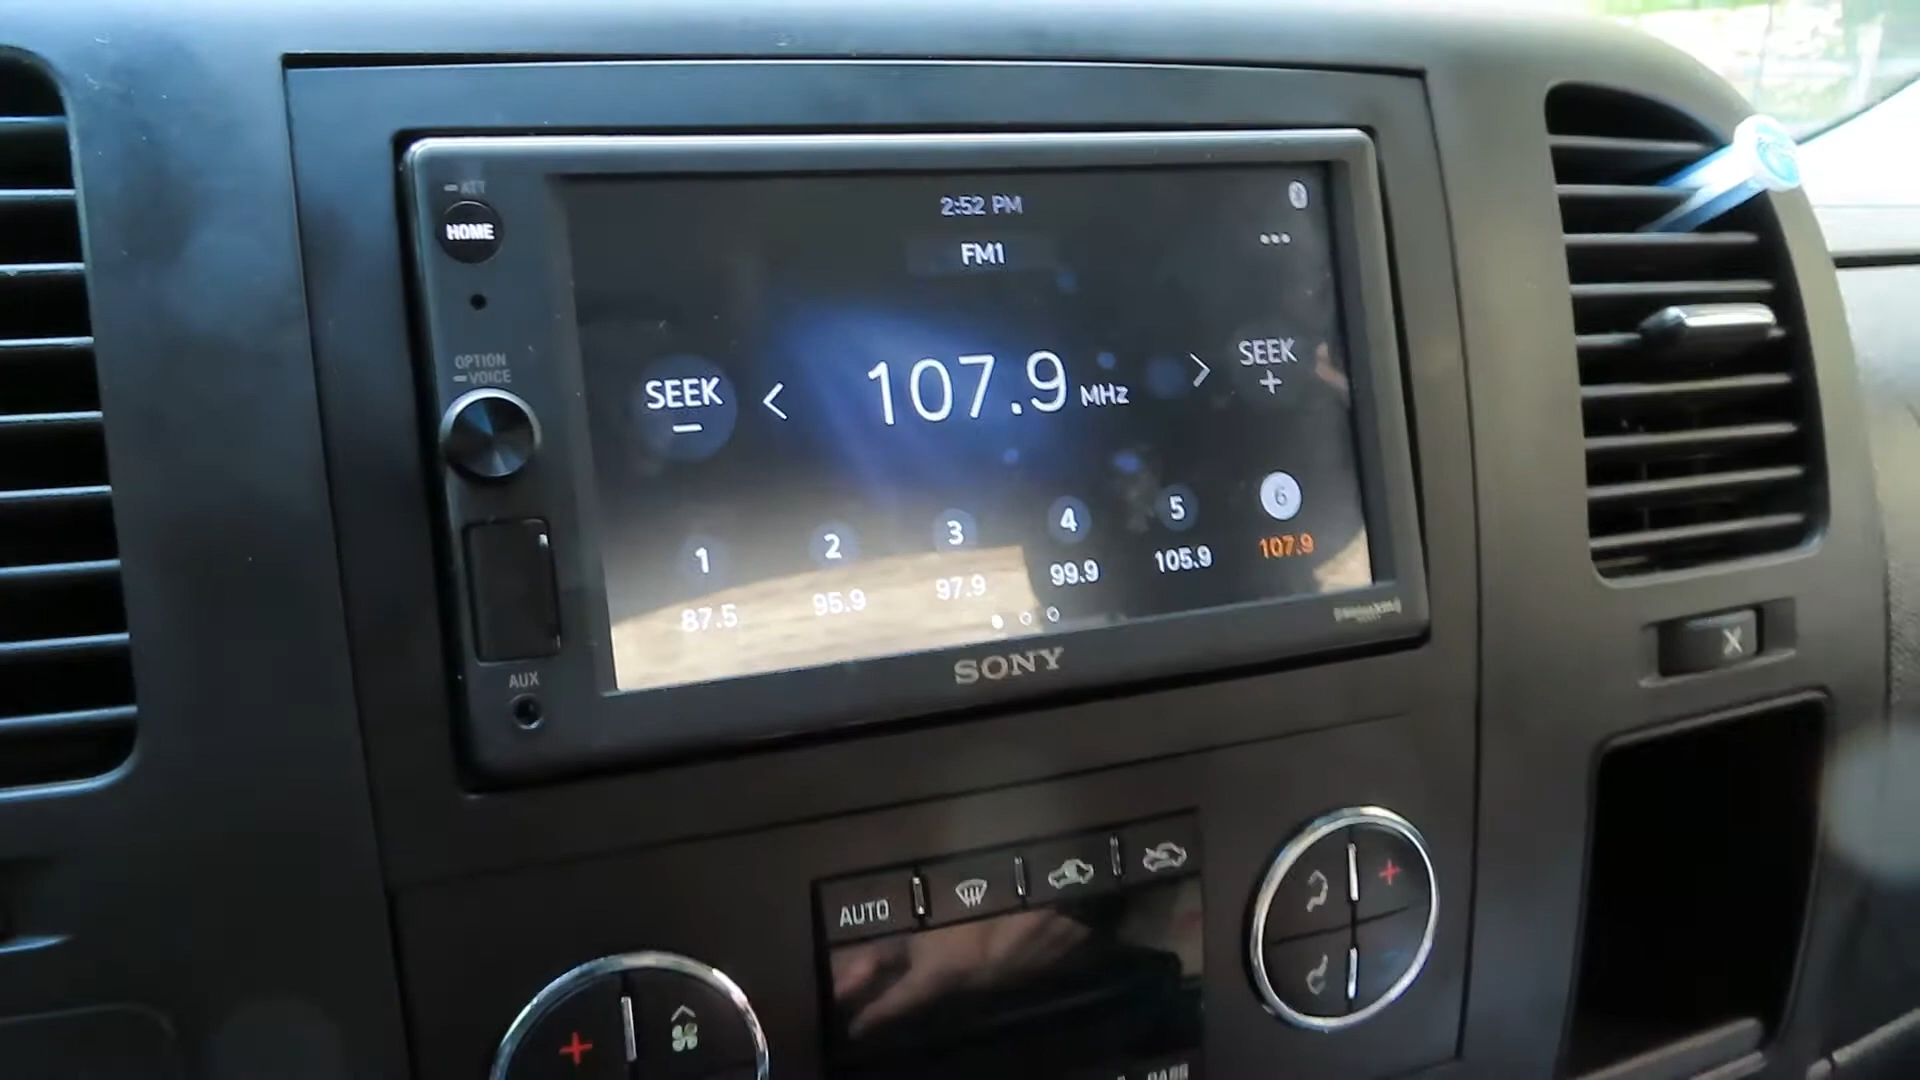 ATT
HOME
OPTION
VOICE
AUX
2:52 PM
FM1
SEEK
−
<
107.9 MHz
>
SEEK
+
1 2 3 4 5 6
87.5 95.9 97.9 99.9 105.9 107.9
SONY
AUTO
PASS